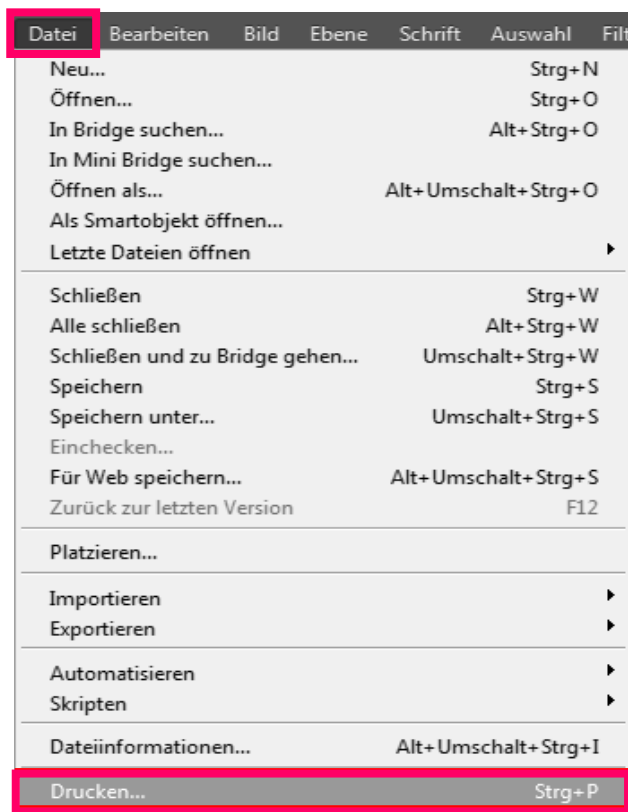 Datei Bearbeiten Bild Ebene Schrift Auswahl Filt
Neu... Strg+N
Öffnen... Strg+O
In Bridge suchen... Alt+Strg+O
In Mini Bridge suchen...
Öffnen als... Alt+Umschalt+Strg+O
Als Smartobjekt öffnen...
Letzte Dateien öffnen
Schließen Strg+W
Alle schließen Alt+Strg+W
Schließen und zu Bridge gehen... Umschalt+Strg+W
Speichern Strg+S
Speichern unter... Umschalt+Strg+S
Einchecken...
Für Web speichern... Alt+Umschalt+Strg+S
Zurück zur letzten Version F12
Platzieren...
Importieren
Exportieren
Automatisieren
Skripten
Dateiinformationen... Alt+Umschalt+Strg+I
Drucken... Strg+P